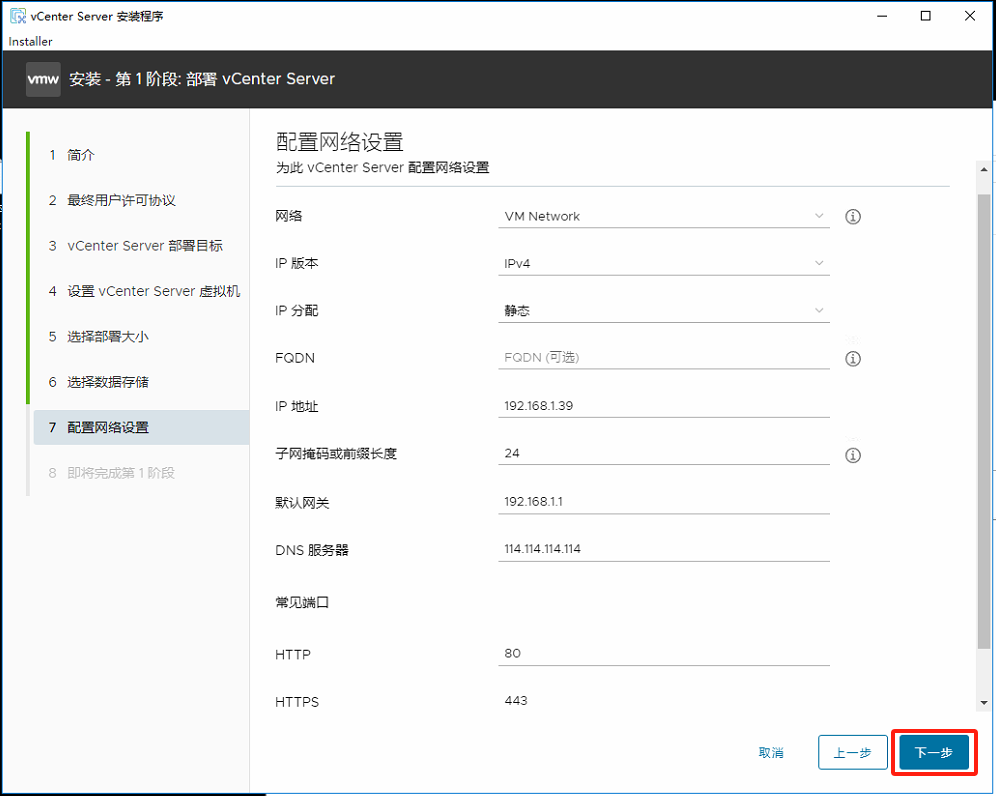 vCenter Server 安装程序
Installer
vmw 安装 - 第 1 阶段: 部署 vCenter Server
1 简介
2 最终用户许可协议
3 vCenter Server 部署目标
4 设置 vCenter Server 虚拟机
5 选择部署大小
6 选择数据存储
7 配置网络设置
8 即将完成第 1 阶段
配置网络设置
为此 vCenter Server 配置网络设置
网络 VM Network
IP 版本 IPv4
IP 分配 静态
FQDN FQDN (可选)
IP 地址 192.168.1.39
子网掩码或前缀长度 24
默认网关 192.168.1.1
DNS 服务器 114.114.114.114
常见端口
HTTP 80
HTTPS 443
取消 上一步 下一步